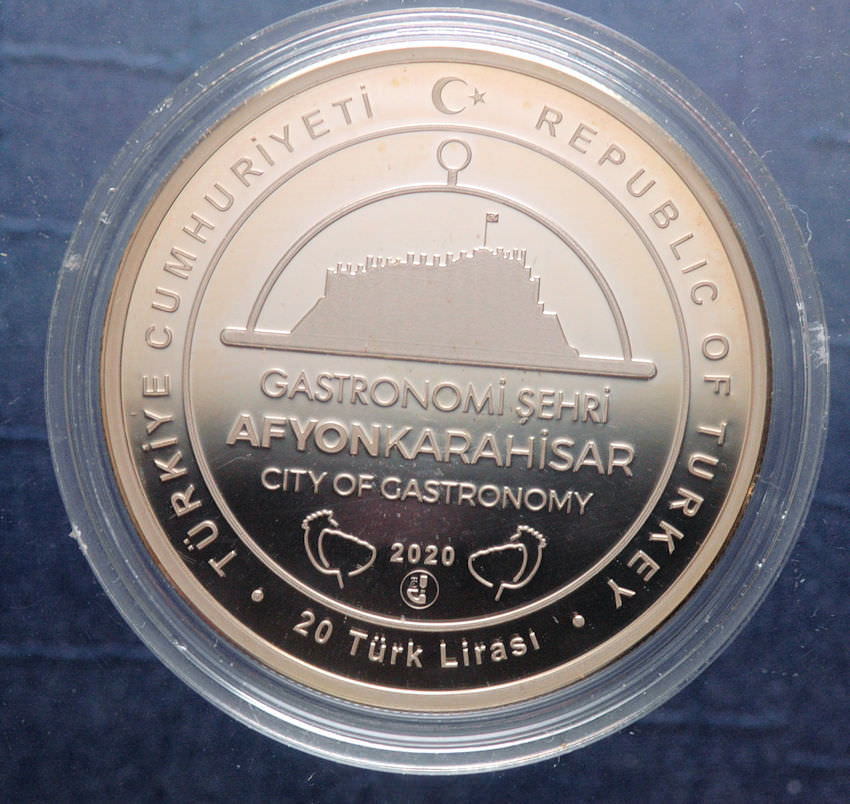 TÜRKİYE CUMHURİYETİ
REPUBLIC OF TURKEY
GASTRONOMİ ŞEHRİ
AFYONKARAHİSAR
CITY OF GASTRONOMY
2020
20 Türk Lirası